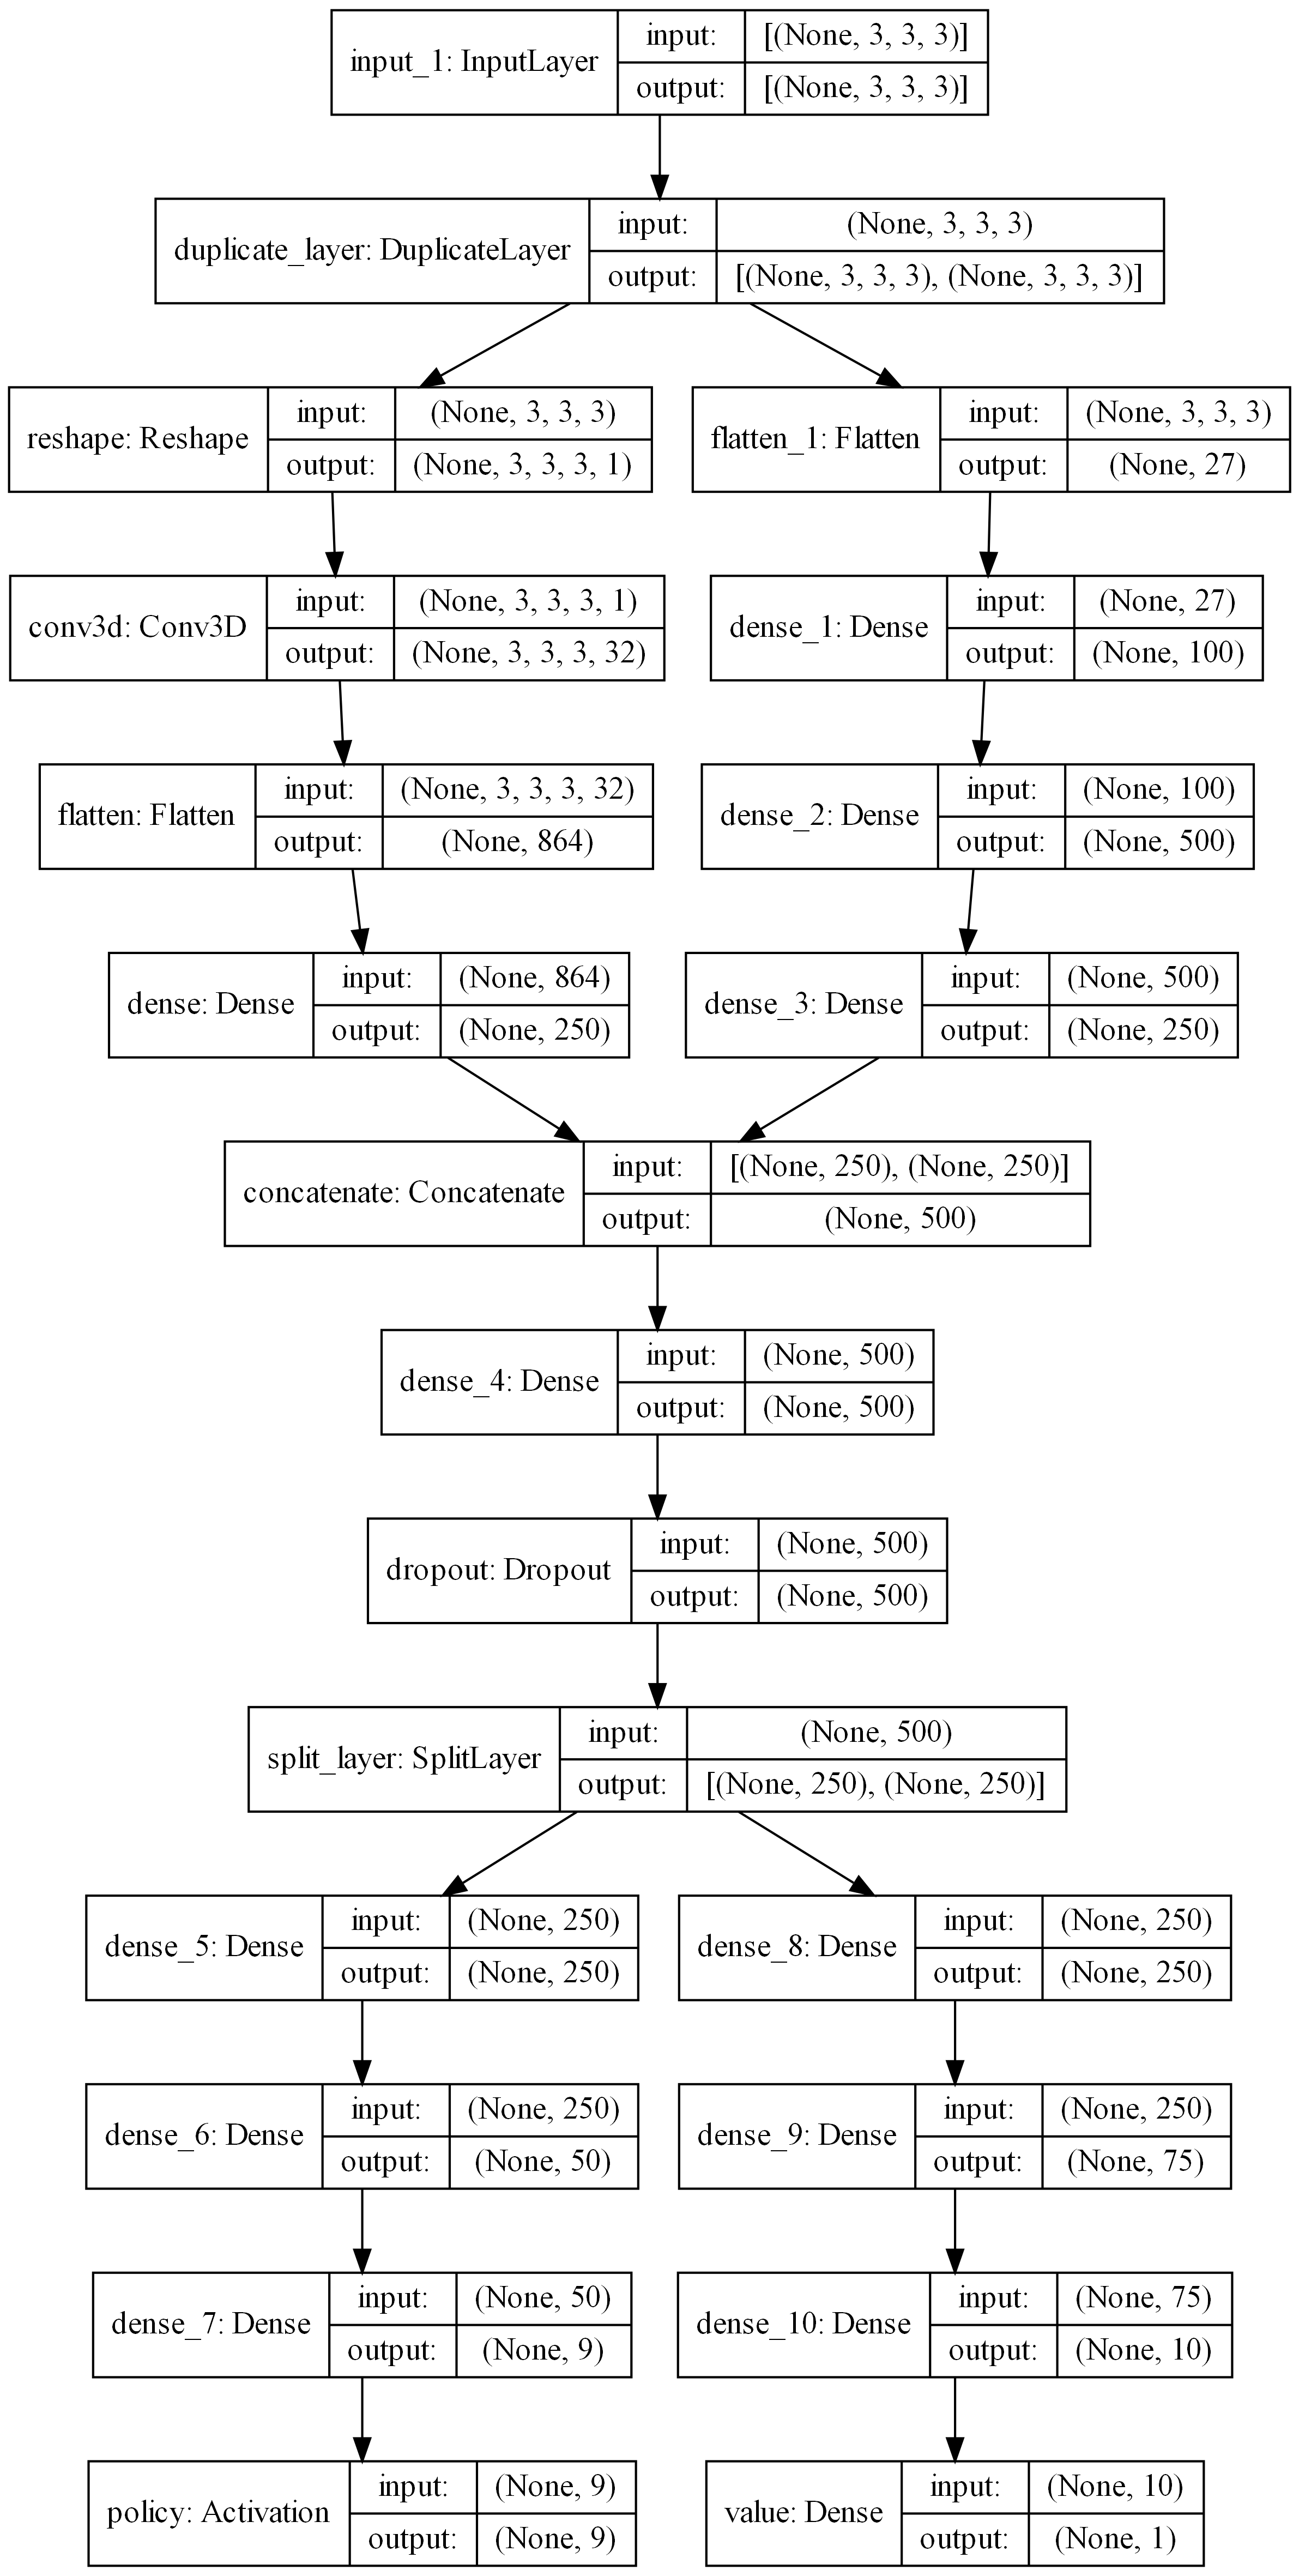 input_1: InputLayer
input: [(None, 3, 3, 3)]
output: [(None, 3, 3, 3)]
duplicate_layer: DuplicateLayer
input: (None, 3, 3, 3)
output: [(None, 3, 3, 3), (None, 3, 3, 3)]
reshape: Reshape
input: (None, 3, 3, 3)
output: (None, 3, 3, 3, 1)
flatten_1: Flatten
input: (None, 3, 3, 3)
output: (None, 27)
conv3d: Conv3D
input: (None, 3, 3, 3, 1)
output: (None, 3, 3, 3, 32)
dense_1: Dense
input: (None, 27)
output: (None, 100)
flatten: Flatten
input: (None, 3, 3, 3, 32)
output: (None, 864)
dense_2: Dense
input: (None, 100)
output: (None, 500)
dense: Dense
input: (None, 864)
output: (None, 250)
dense_3: Dense
input: (None, 500)
output: (None, 250)
concatenate: Concatenate
input: [(None, 250), (None, 250)]
output: (None, 500)
dense_4: Dense
input: (None, 500)
output: (None, 500)
dropout: Dropout
input: (None, 500)
output: (None, 500)
split_layer: SplitLayer
input: (None, 500)
output: [(None, 250), (None, 250)]
dense_5: Dense
input: (None, 250)
output: (None, 250)
dense_8: Dense
input: (None, 250)
output: (None, 250)
dense_6: Dense
input: (None, 250)
output: (None, 50)
dense_9: Dense
input: (None, 250)
output: (None, 75)
dense_7: Dense
input: (None, 50)
output: (None, 9)
dense_10: Dense
input: (None, 75)
output: (None, 10)
policy: Activation
input: (None, 9)
output: (None, 9)
value: Dense
input: (None, 10)
output: (None, 1)